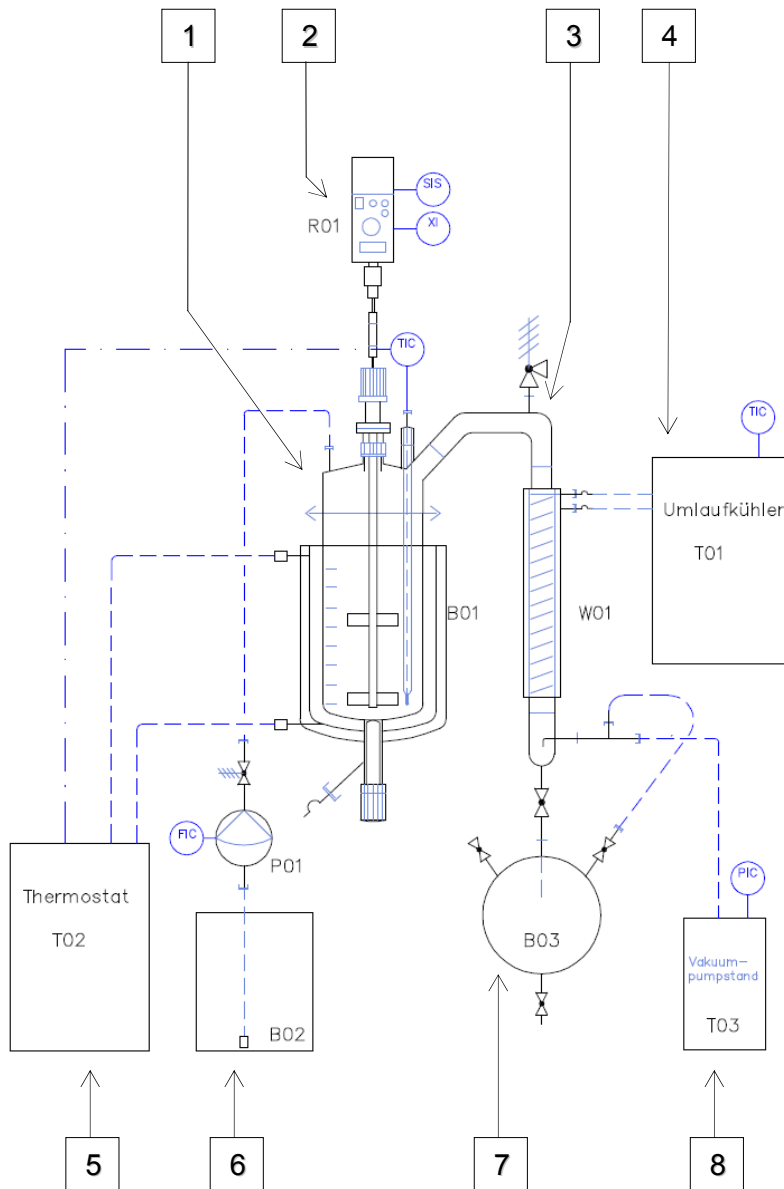 1
2
3
4
SIS
R01
XI
TIC
TIC
Umlaufkühler
T01
B01
W01
FIC
P01
Thermostat
T02
PIC
B03
Vakuum-
pumpstand
T03
B02
5
6
7
8